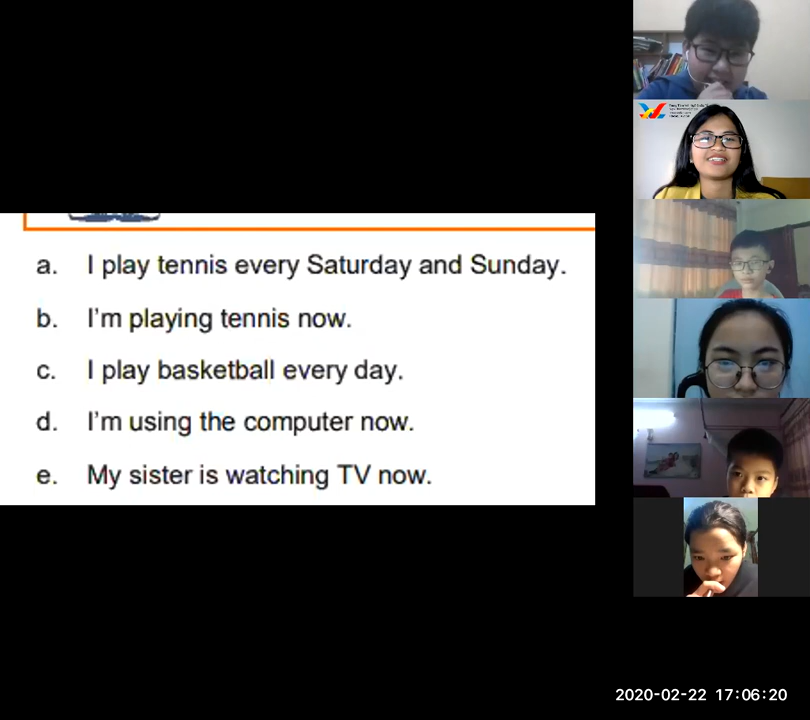 a. I play tennis every Saturday and Sunday.
b. I'm playing tennis now.
c. I play basketball every day.
d. I'm using the computer now.
e. My sister is watching TV now.
2020-02-22 17:06:20